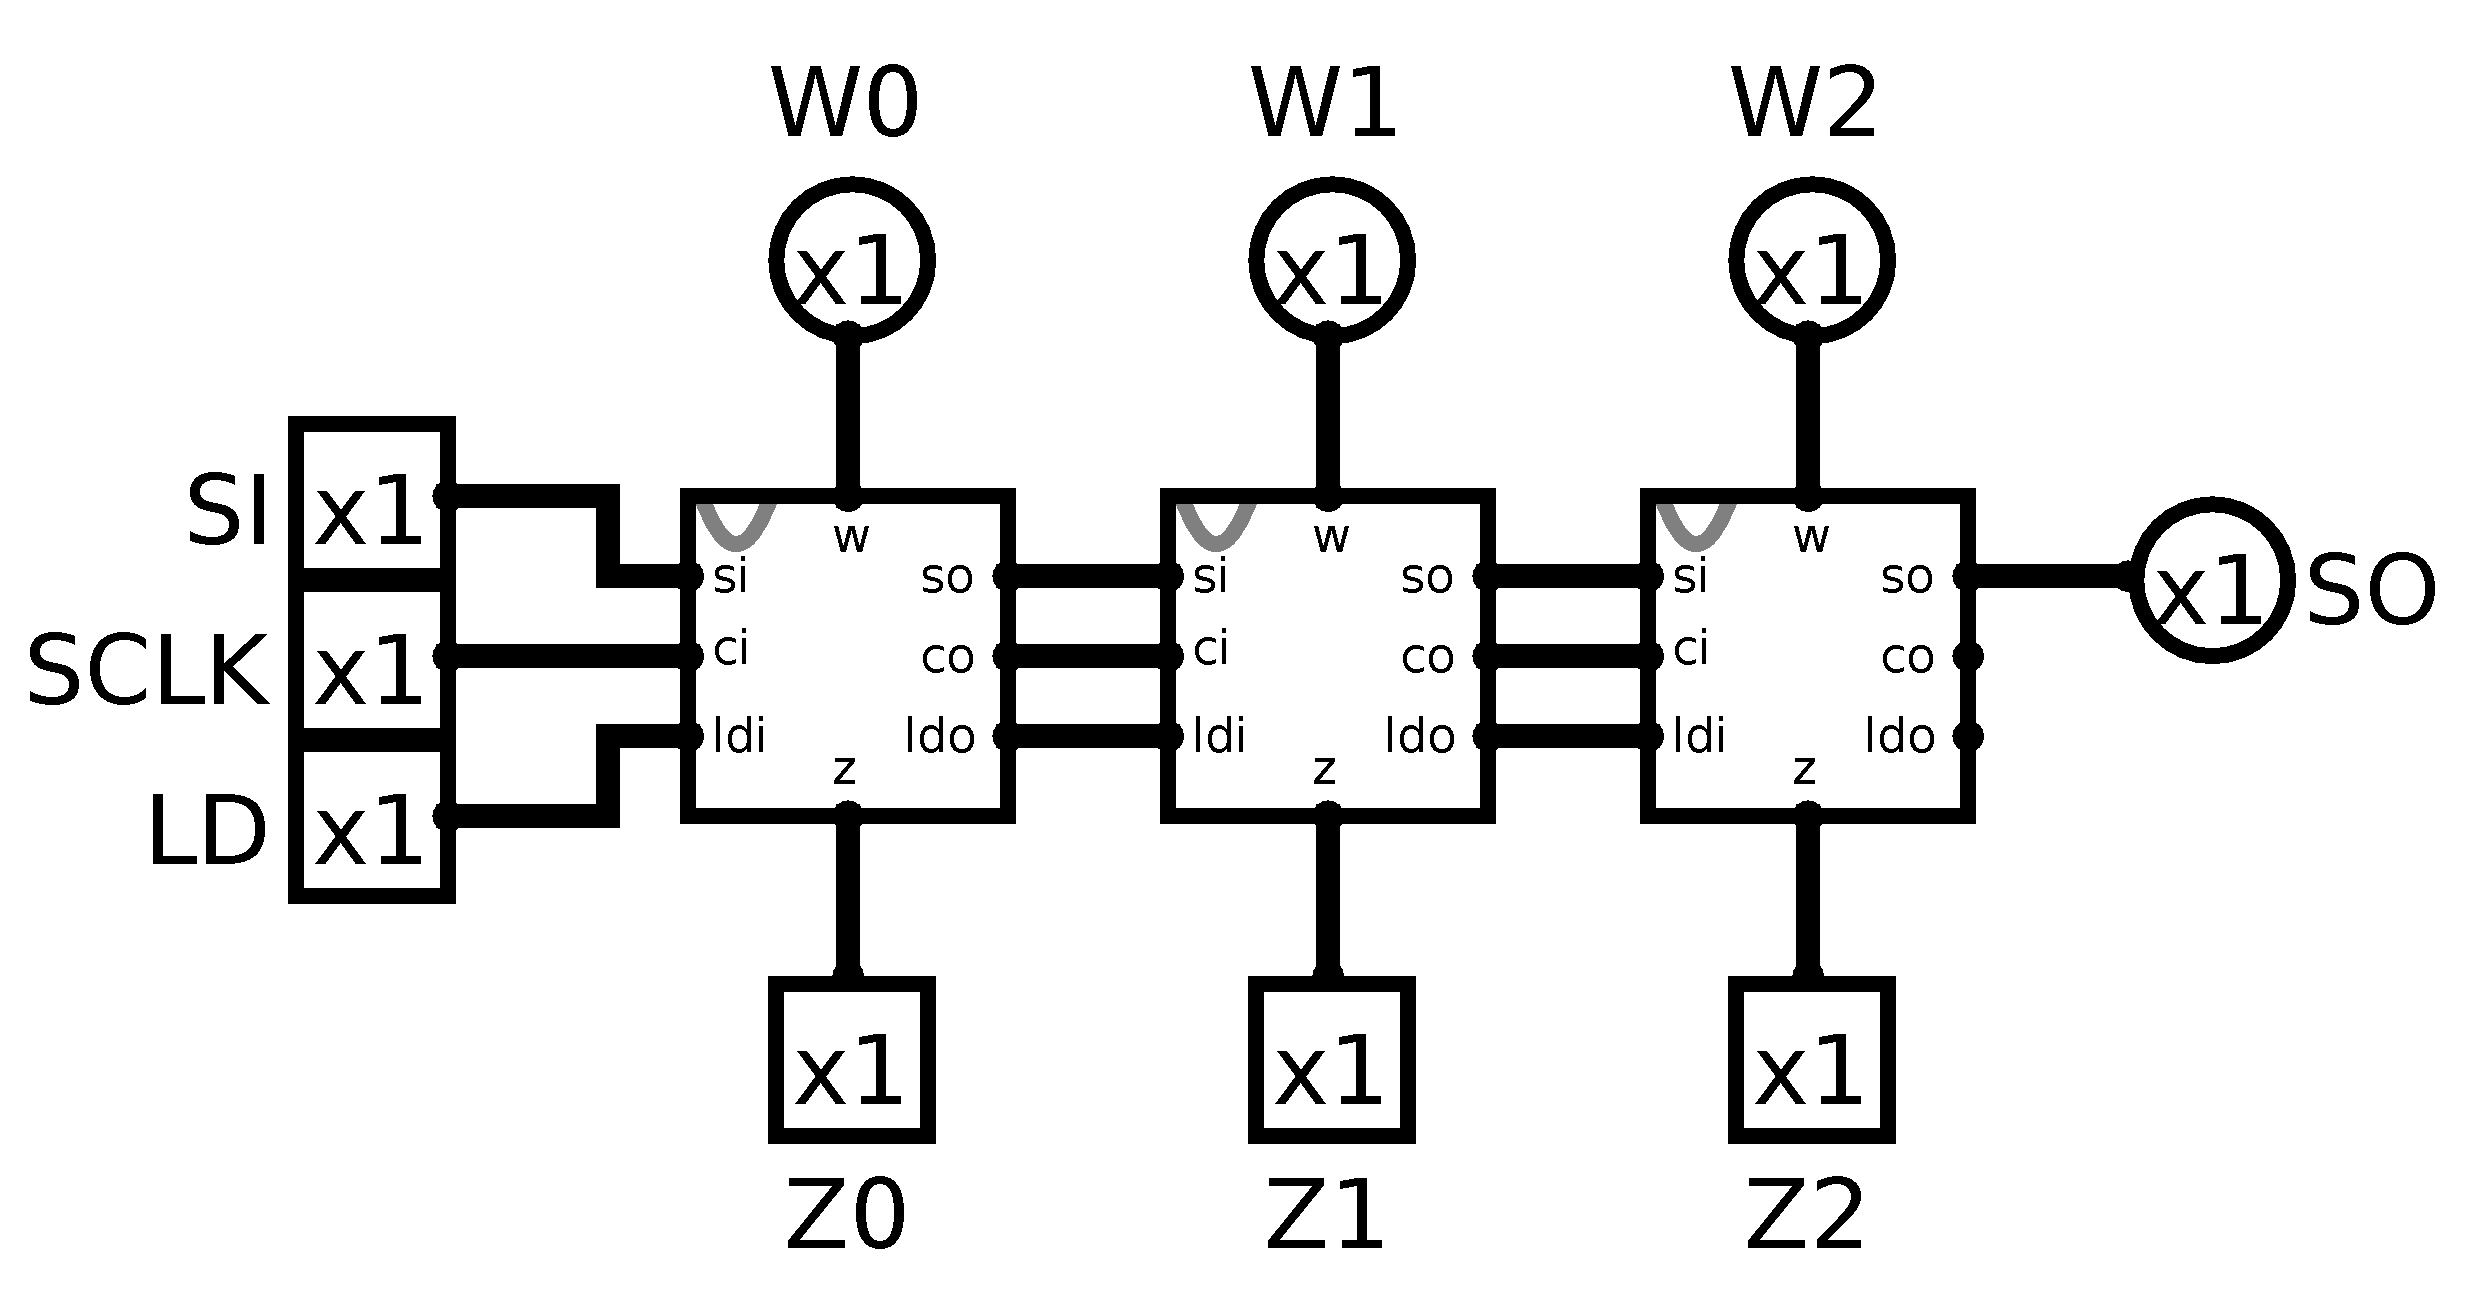 W0 W1 W2
x1 x1 x1
SI x1
SCLK x1
LD x1
w w w
si so si so si so x1 SO
ci co ci co ci co
ldi ldo ldi ldo ldi ldo
z z z
x1 x1 x1
Z0 Z1 Z2